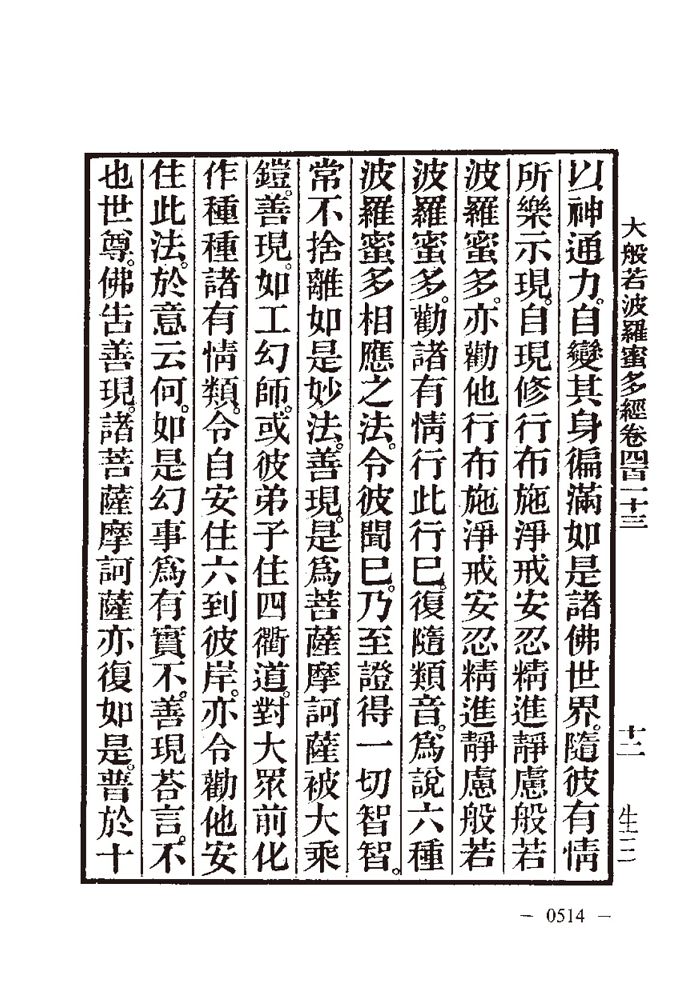 大般若波羅蜜多經卷四百二十三　十二　生三
以神通力。自變其身徧滿如是諸佛世界。隨彼有情
所樂示現。自現修行布施淨戒安忍精進靜慮般若
波羅蜜多。亦勸他行布施淨戒安忍精進靜慮般若
波羅蜜多。勸諸有情行此行已。復隨類音。爲說六種
波羅蜜多相應之法。令彼聞已。乃至證得一切智智。
常不捨離如是妙法。善現。是爲菩薩摩訶薩被大乘
鎧。善現。如工幻師。或彼弟子住四衢道。對大眾前化
作種種諸有情類。令自安住六到彼岸。亦令勸他安
住此法。於意云何。如是幻事爲有實不。善現荅言。不
也世尊。佛告善現。諸菩薩摩訶薩亦復如是。普於十
— 0514 —